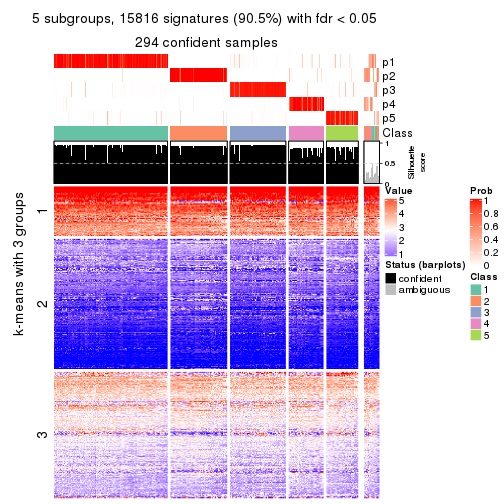 5 subgroups, 15816 signatures (90.5%) with fdr < 0.05
294 confident samples
p1
p2
p3
p4
p5
Class
1
0.5
0
Silhouette
score
k-means with 3 groups
1
2
3
Value
5
4
3
2
1
Status (barplots)
confident
ambiguous
Prob
1
0.8
0.6
0.4
0.2
0
Class
1
2
3
4
5